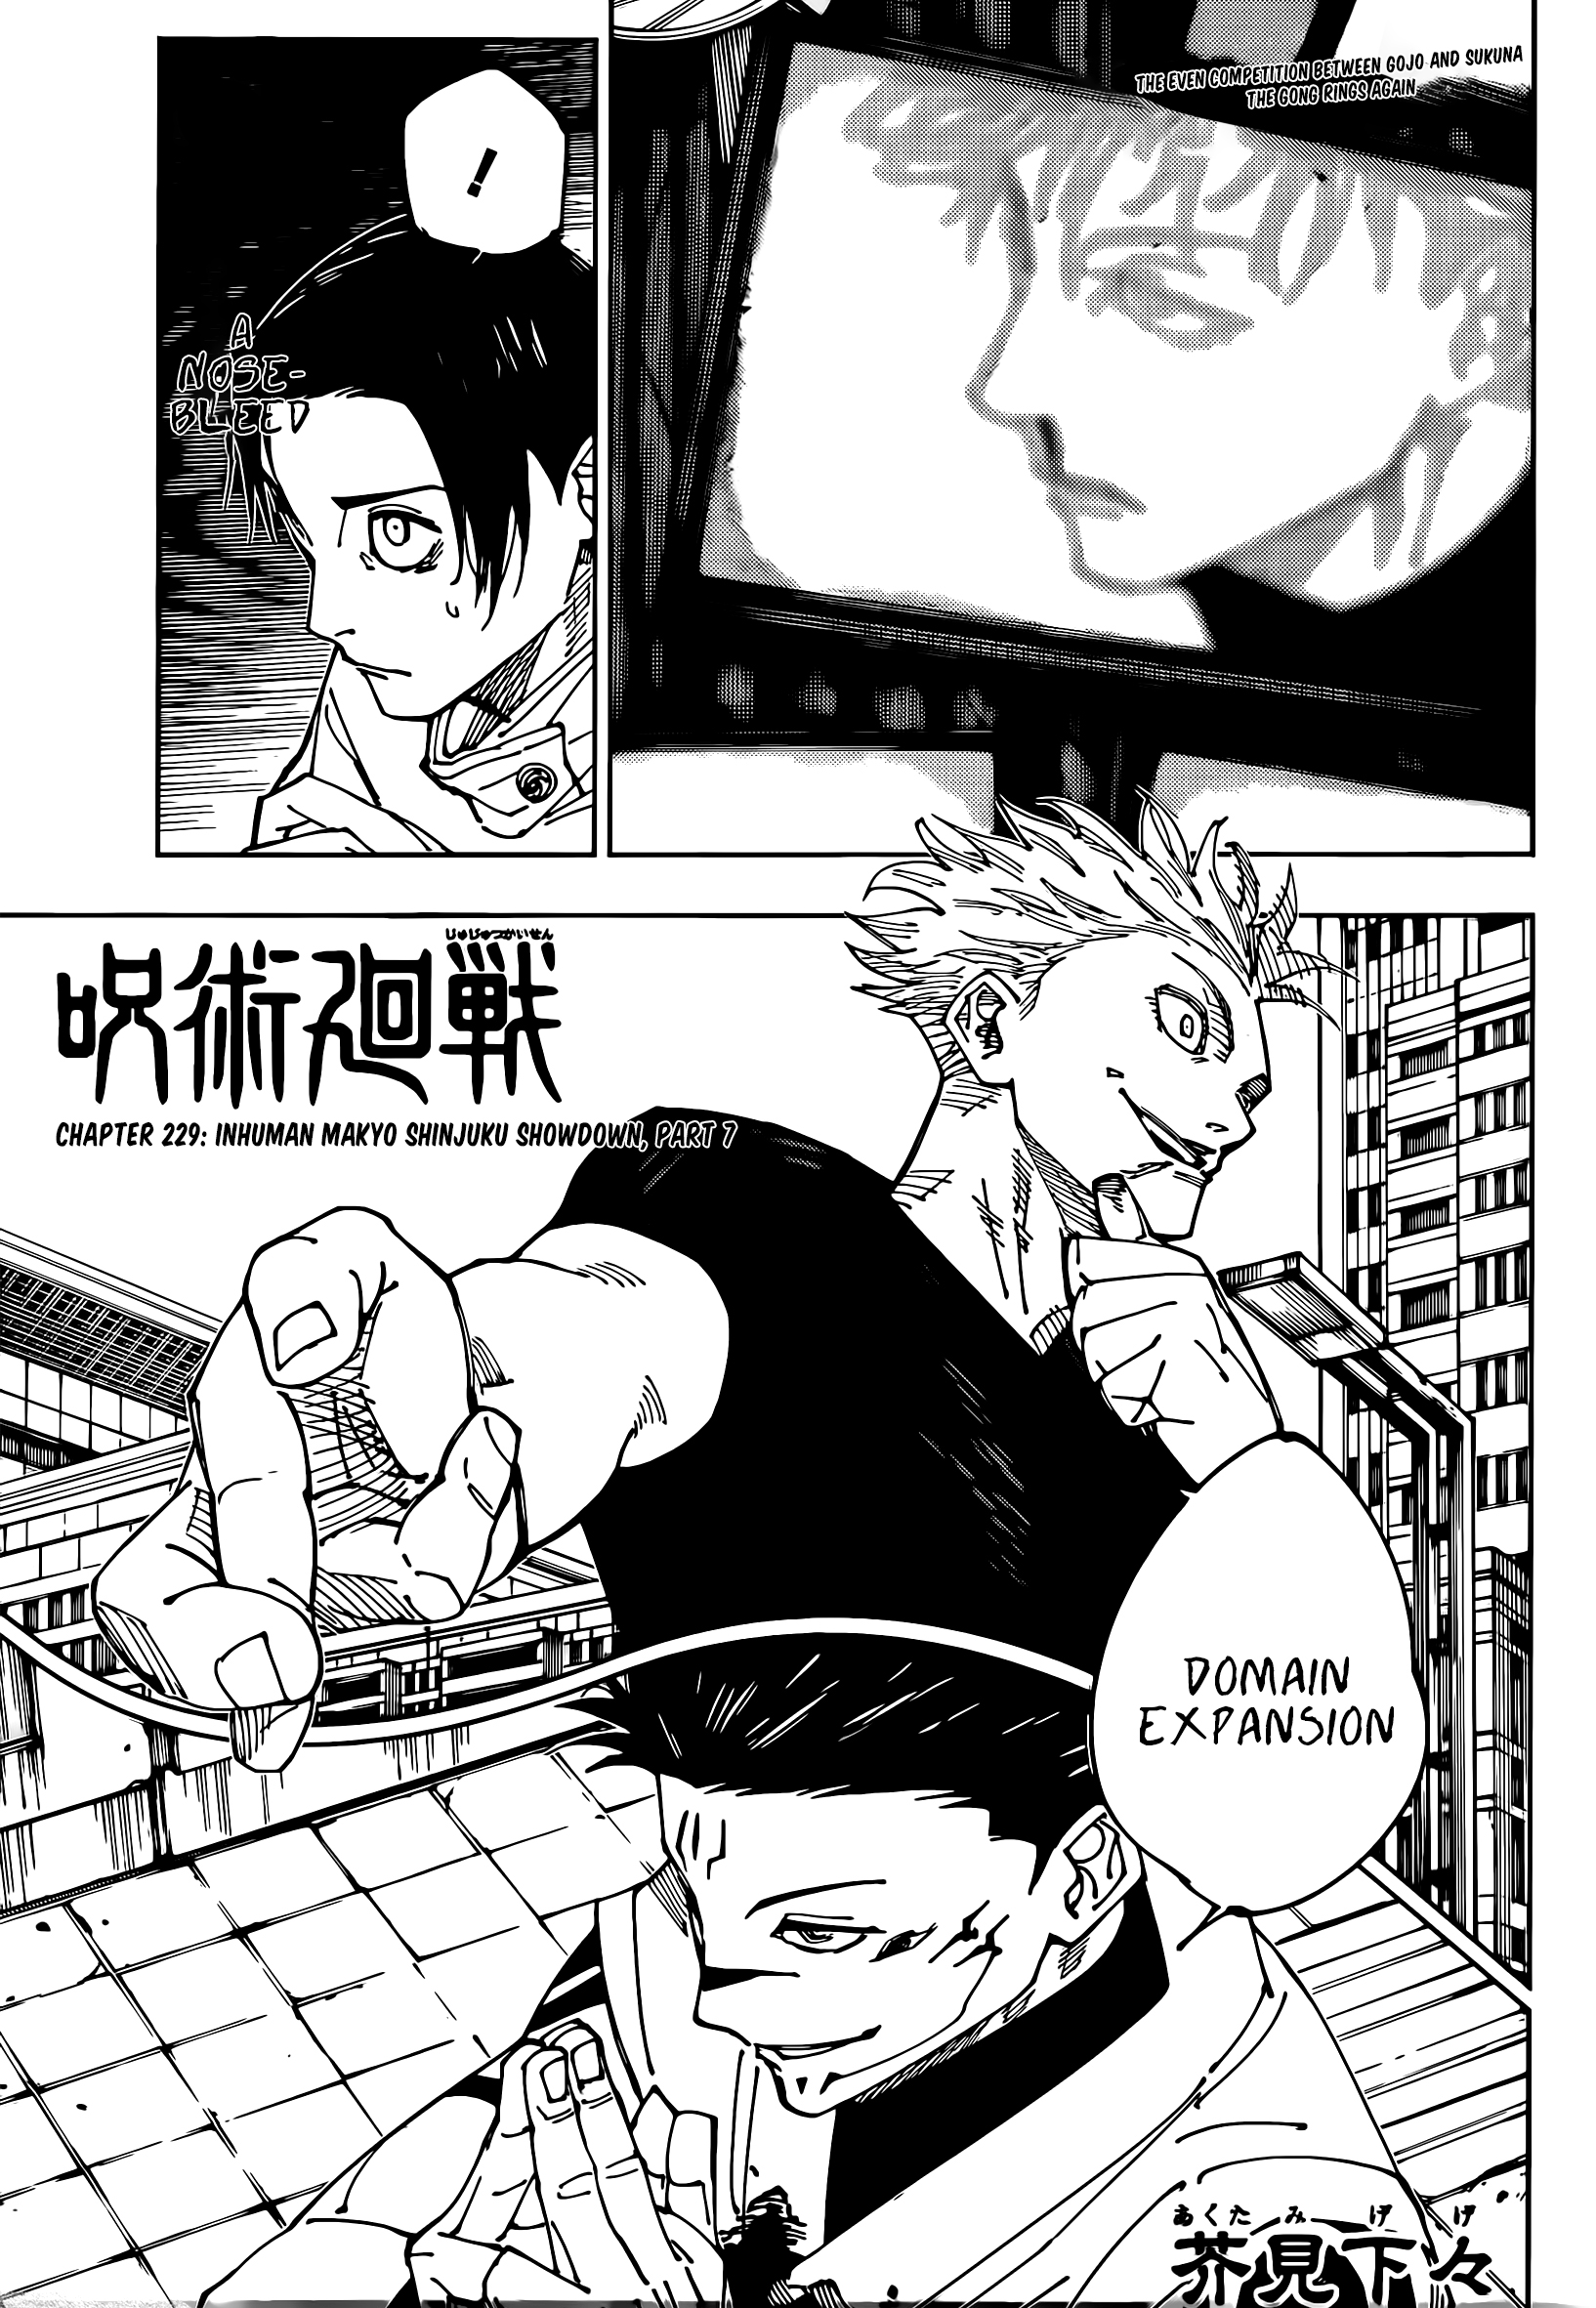 THE EVEN COMPETITION BETWEEN GOJO AND SUKUNA
THE GONG RINGS AGAIN
!
A
NOSE-
BLEED
じゅじゅつかいせん
呪術廻戦
CHAPTER 229: INHUMAN MAKYO SHINJUKU SHOWDOWN, PART 7
DOMAIN
EXPANSION
あくたみげげ
芥見下々